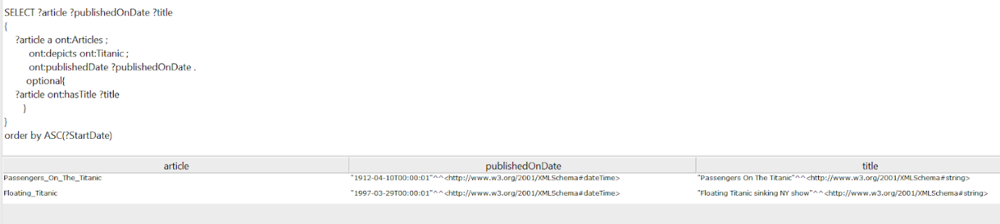 SELECT ?article ?publishedOnDate ?title
{
?article a ont:Articles ;
ont:depicts ont:Titanic ;
ont:publishedDate ?publishedOnDate .
optional{
?article ont:hasTitle ?title
}
}
order by ASC(?StartDate)
article publishedOnDate title
Passengers_On_The_Titanic "1912-04-10T00:00:01"^^<http://www.w3.org/2001/XMLSchema#dateTime> "Passengers On The Titanic"^^<http://www.w3.org/2001/XMLSchema#string>
Floating_Titanic "1997-03-29T00:00:01"^^<http://www.w3.org/2001/XMLSchema#dateTime> "Floating Titanic sinking NY show"^^<http://www.w3.org/2001/XMLSchema#string>